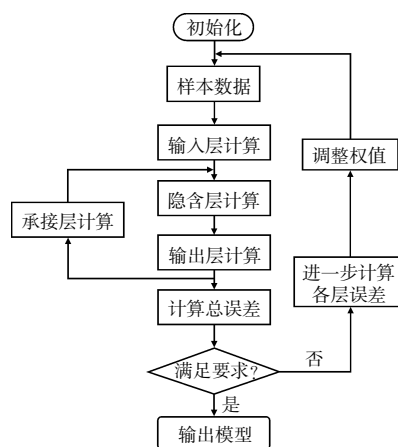 初始化
样本数据
输入层计算
调整权值
隐含层计算
承接层计算
输出层计算
进一步计算
各层误差
计算总误差
满足要求?
否
是
输出模型